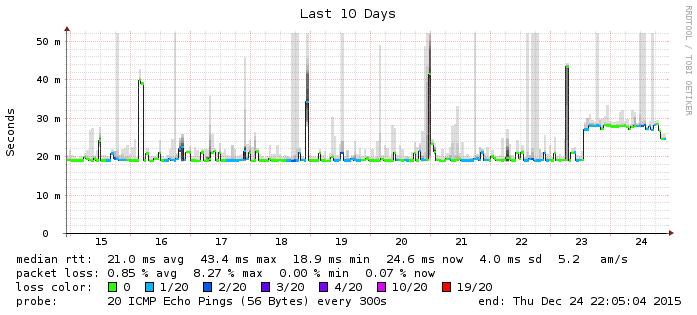 Last 10 Days
RRDTOOL / TOBI OETIKER
Seconds
50 m
40 m
30 m
20 m
10 m
0
15 16 17 18 19 20 21 22 23 24
median rtt: 21.0 ms avg 43.4 ms max 18.9 ms min 24.6 ms now 4.0 ms sd 5.2 am/s
packet loss: 0.85 % avg 8.27 % max 0.00 % min 0.07 % now
loss color: 0 1/20 2/20 3/20 4/20 10/20 19/20
probe: 20 ICMP Echo Pings (56 Bytes) every 300s end: Thu Dec 24 22:05:04 2015